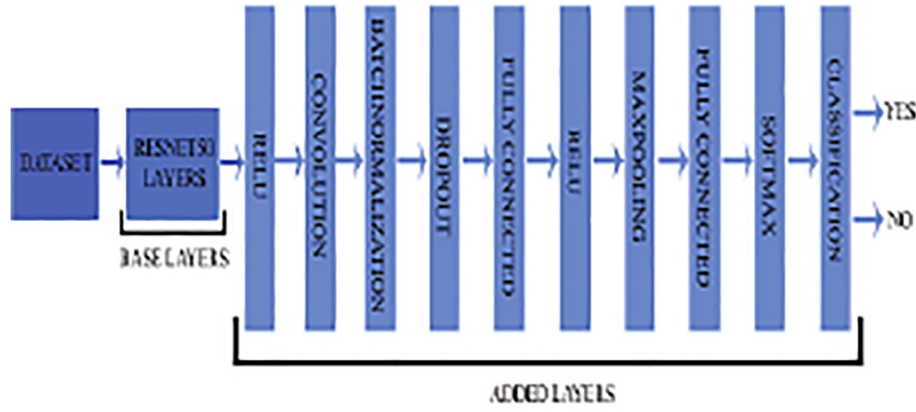 DATASET
RESNET50
LAYERS
BASE LAYERS
RELU
CONVOLUTION
BATCHNORMALIZATION
DROPOUT
FULLY CONNECTED
RELU
MAXPOOLING
FULLY CONNECTED
SOFTMAX
CLASSIFICATION
YES
NO
ADDED LAYERS